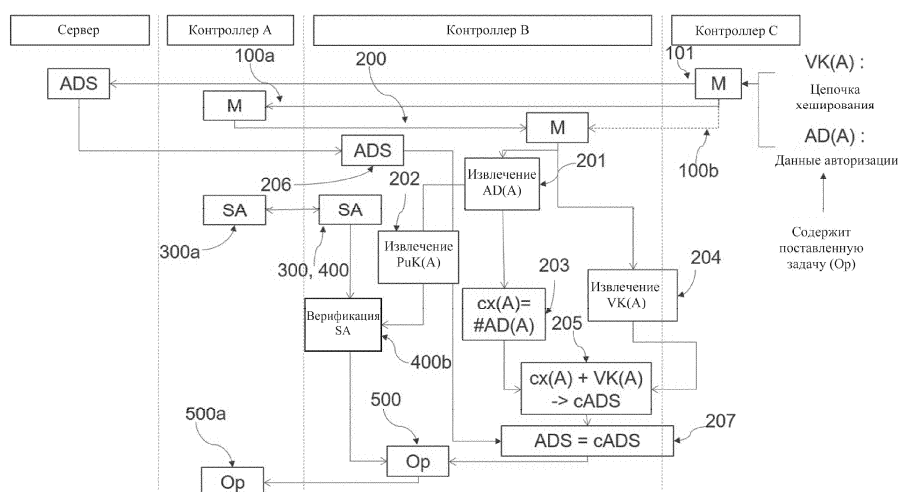 Сервер
Контроллер A
Контроллер B
Контроллер C
100a
200
101
VK(A) :
ADS
M
M
Цепочка
хеширования
M
AD(A) :
ADS
202
Извлечение
AD(A)
201
100b
Данные авторизации
206
SA
SA
300a
300, 400
Извлечение
PuK(A)
Содержит
поставленную
задачу (Op)
203
204
cx(A)=
#AD(A)
Извлечение
VK(A)
Верификация
SA
400b
205
cx(A) + VK(A)
-> cADS
500a
500
207
ADS = cADS
Op
Op